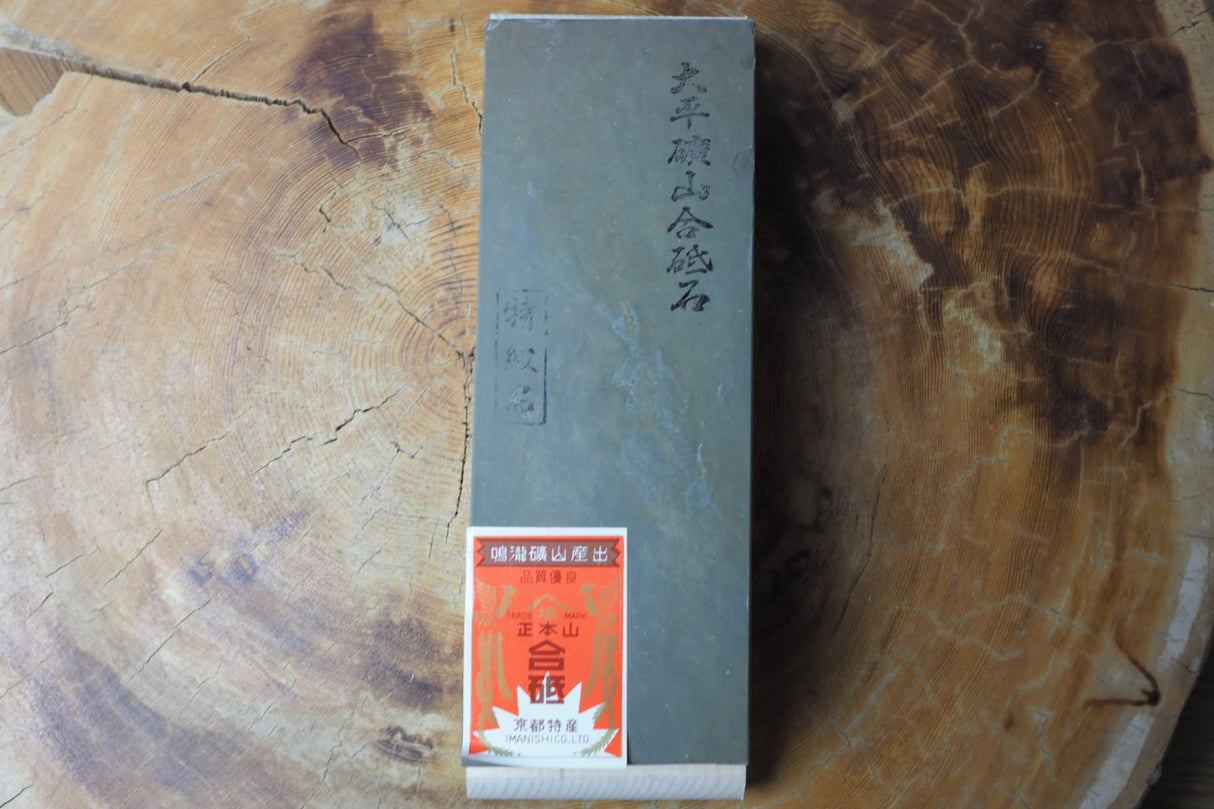 大平礦山合砥石
特級品
鳴瀧礦山産出
品質優良
TRADE MARK
正本山
合砥
京都特産
IMANISHI CO., LTD.